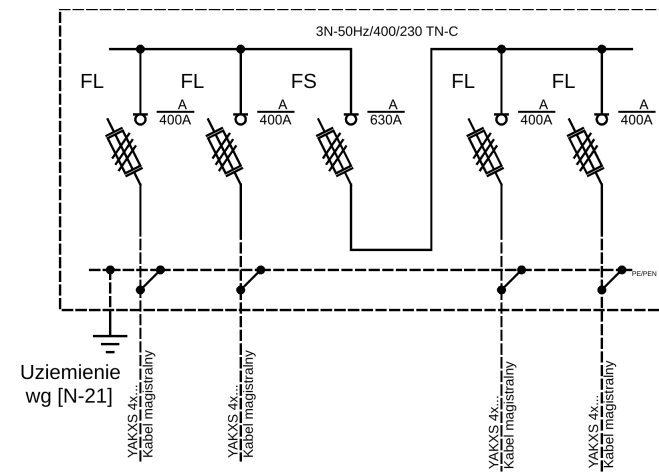 3N-50Hz/400/230 TN-C
FL
FL
FS
FL
FL
A
400A
A
400A
A
630A
A
400A
A
400A
PE/PEN
Uziemienie
wg [N-21]
YAKXS 4x...
Kabel magistralny
YAKXS 4x...
Kabel magistralny
YAKXS 4x...
Kabel magistralny
YAKXS 4x...
Kabel magistralny